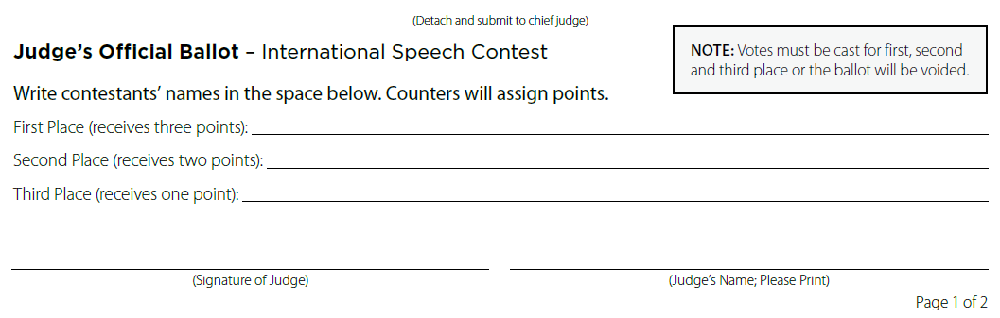 (Detach and submit to chief judge)
Judge's Official Ballot – International Speech Contest
NOTE: Votes must be cast for first, second
and third place or the ballot will be voided.
Write contestants' names in the space below. Counters will assign points.
First Place (receives three points):
Second Place (receives two points):
Third Place (receives one point):
(Signature of Judge)
(Judge's Name; Please Print)
Page 1 of 2